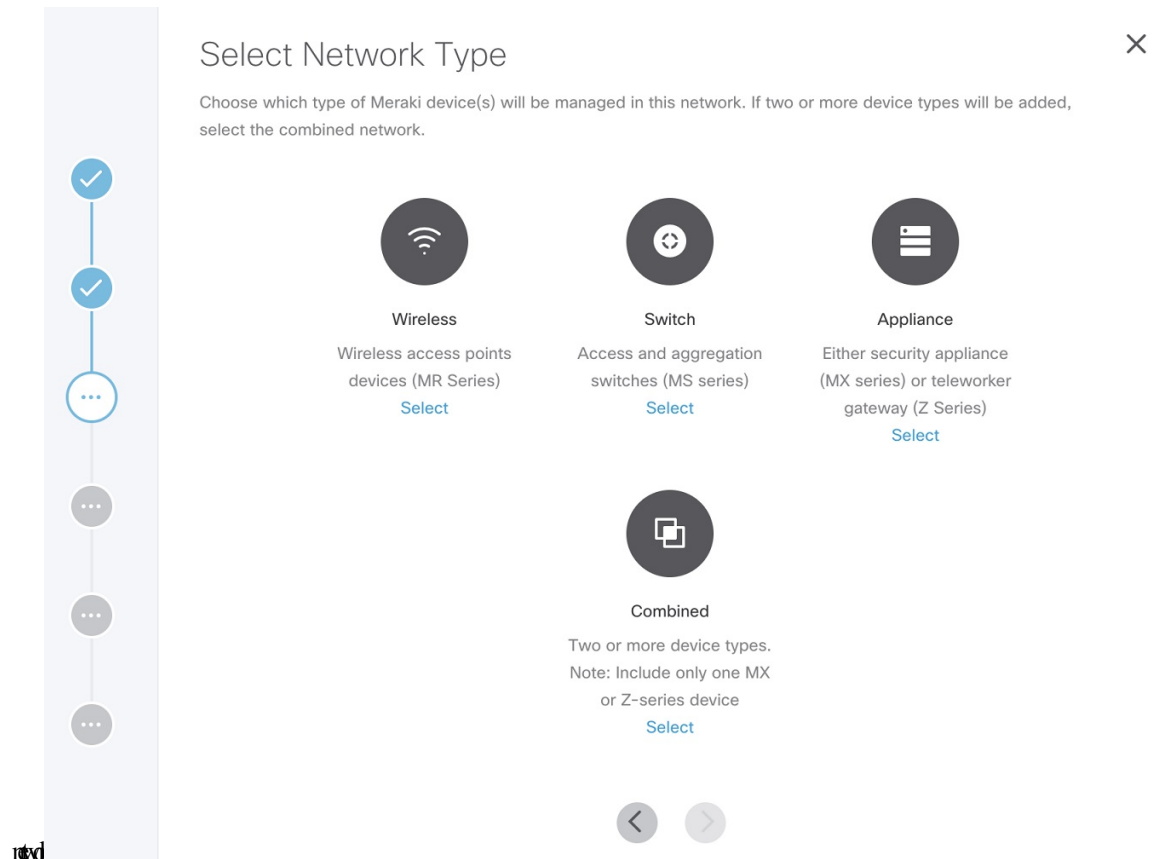 Select Network Type
Choose which type of Meraki device(s) will be managed in this network. If two or more device types will be added,
select the combined network.
Wireless
Wireless access points
devices (MR Series)
Select
Switch
Access and aggregation
switches (MS series)
Select
Appliance
Either security appliance
(MX series) or teleworker
gateway (Z Series)
Select
Combined
Two or more device types.
Note: Include only one MX
or Z-series device
Select